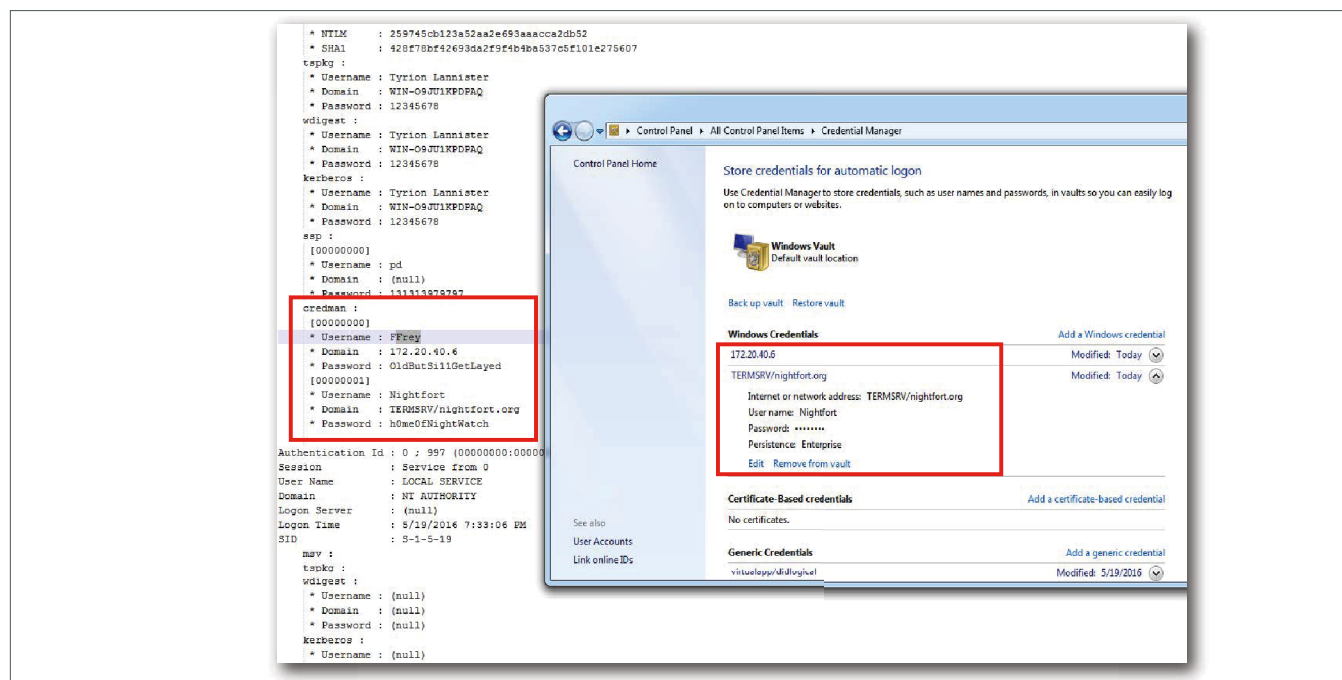 * NTLM : 259745cb123a52aa2e693aaacca2db52
* SHA1 : 428f78bf42693da2f9f4b4ba537c5f101e275607
tspkg :
* Username : Tyrion Lannister
* Domain : WIN-O9JU1KPDPAQ
* Password : 12345678
wdigest :
* Username : Tyrion Lannister
* Domain : WIN-O9JU1KPDPAQ
* Password : 12345678
kerberos :
* Username : Tyrion Lannister
* Domain : WIN-O9JU1KPDPAQ
* Password : 12345678
ssp :
[00000000]
* Username : pd
* Domain : (null)
* Password : 131313979797
credman :
[00000000]
* Username : FFrey
* Domain : 172.20.40.6
* Password : OldButSi11GetLayed
[00000001]
* Username : Nightfort
* Domain : TERMSRV/nightfort.org
* Password : h0me0fNightWatch
Authentication Id : 0 ; 997 (00000000:00000
Session : Service from 0
User Name : LOCAL SERVICE
Domain : NT AUTHORITY
Logon Server : (null)
Logon Time : 5/19/2016 7:33:06 PM
SID : S-1-5-19
msv :
tspkg :
wdigest :
* Username : (null)
* Domain : (null)
* Password : (null)
kerberos :
* Username : (null)
Control Panel ▸ All Control Panel Items ▸ Credential Manager
Control Panel Home
Store credentials for automatic logon
Use Credential Manager to store credentials, such as user names and passwords, in vaults so you can easily log
on to computers or websites.
Windows Vault
Default vault location
Back up vault Restore vault
Windows Credentials Add a Windows credential
172.20.40.6 Modified: Today
TERMSRV/nightfort.org Modified: Today
Internet or network address: TERMSRV/nightfort.org
User name: Nightfort
Password: ••••••••
Persistence: Enterprise
Edit Remove from vault
Certificate-Based credentials Add a certificate-based credential
No certificates.
Generic Credentials Add a generic credential
virtualapp/didlogical Modified: 5/19/2016
See also
User Accounts
Link online IDs